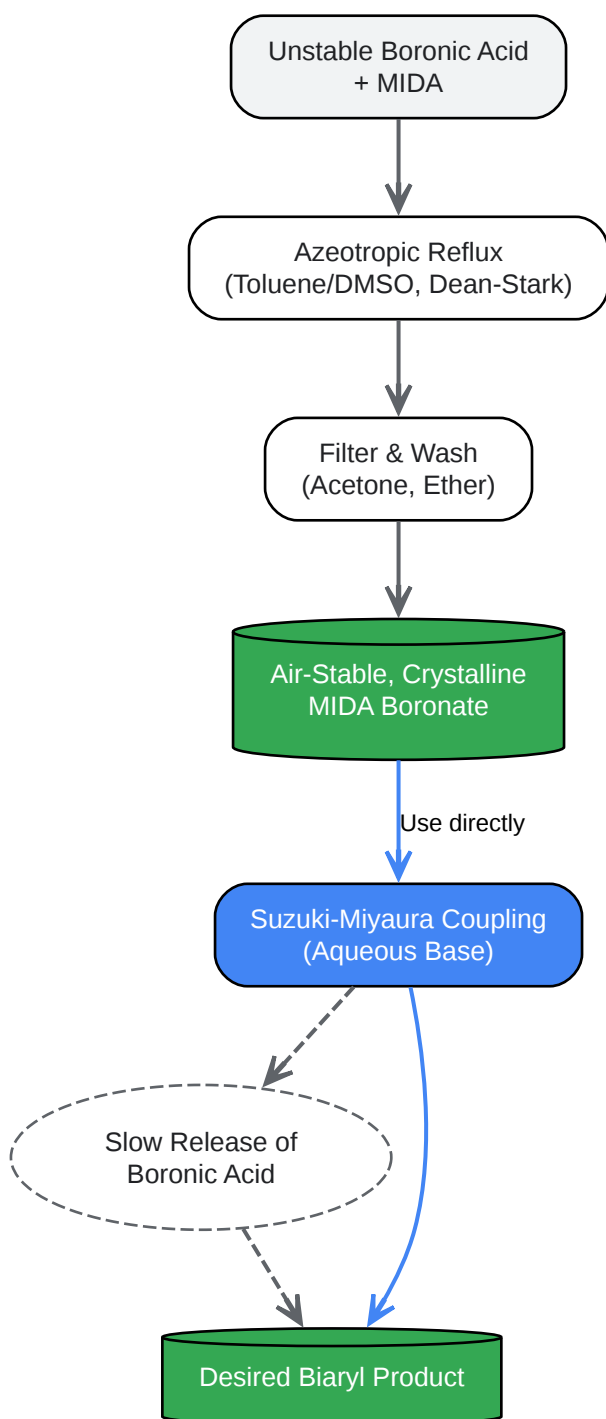 Unstable Boronic Acid
+ MIDA
Azeotropic Reflux
(Toluene/DMSO, Dean-Stark)
Filter & Wash
(Acetone, Ether)
Air-Stable, Crystalline
MIDA Boronate
Use directly
Suzuki-Miyaura Coupling
(Aqueous Base)
Slow Release of
Boronic Acid
Desired Biaryl Product